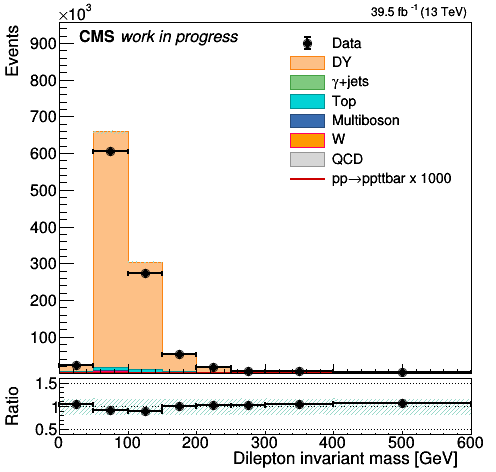 ×10³
39.5 fb⁻¹ (13 TeV)
CMS work in progress
Events
900
800
700
600
500
400
300
200
100
Data
DY
γ+jets
Top
Multiboson
W
QCD
pp→ppttbar x 1000
Ratio
1.5
1
0.5
0 100 200 300 400 500 600
Dilepton invariant mass [GeV]